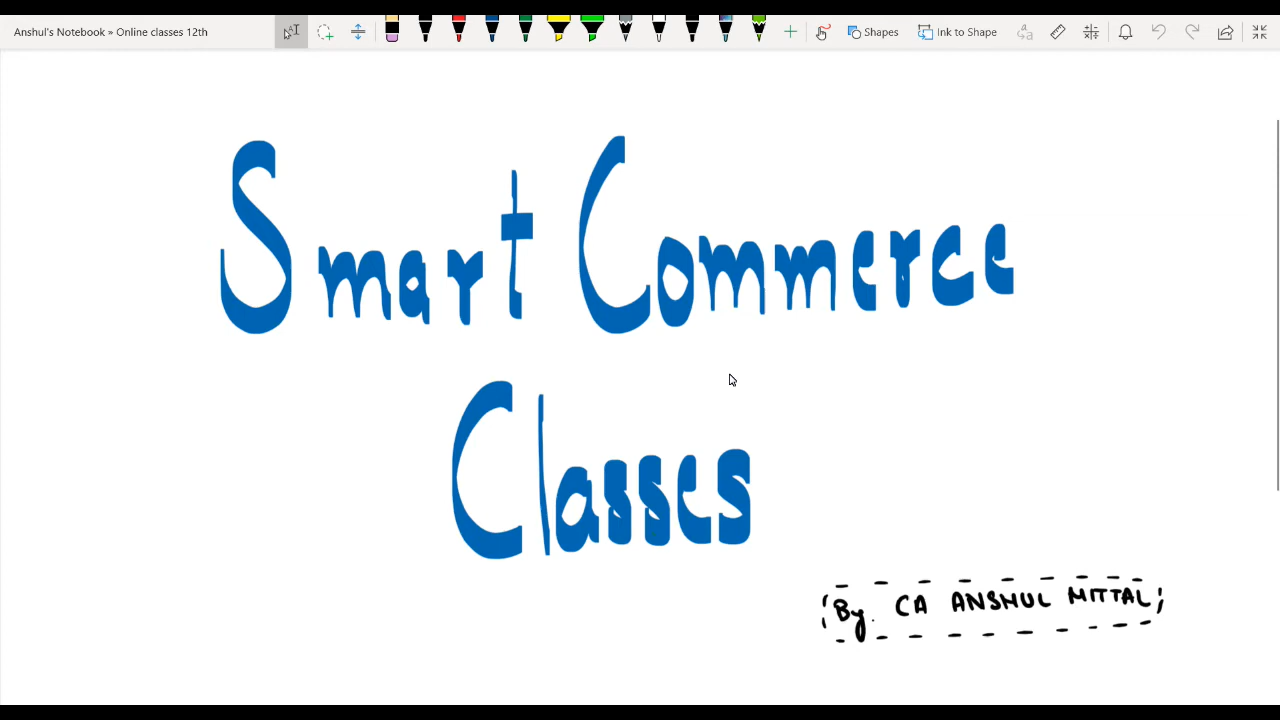 Anshul's Notebook » Online classes 12th
Shapes
Ink to Shape
Smart Commerce
Classes
By. CA ANSHUL MITTAL